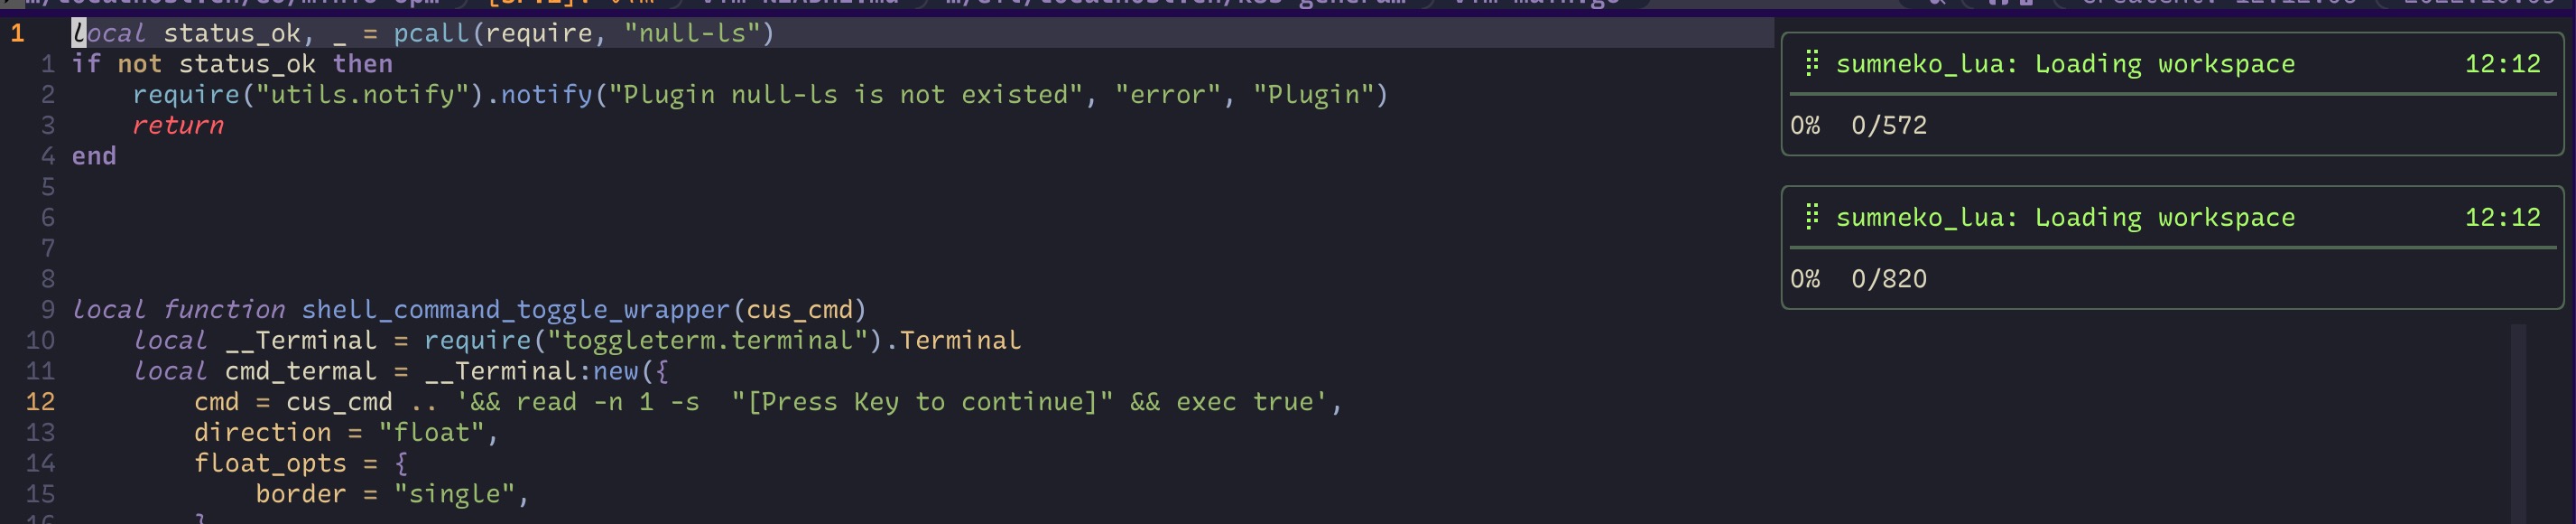 1 local status_ok, _ = pcall(require, "null-ls")
1 if not status_ok then
2 require("utils.notify").notify("Plugin null-ls is not existed", "error", "Plugin")
3 return
4 end
5
6
7
8
9 local function shell_command_toggle_wrapper(cus_cmd)
10 local __Terminal = require("toggleterm.terminal").Terminal
11 local cmd_termal = __Terminal:new({
12 cmd = cus_cmd .. '&& read -n 1 -s  "[Press Key to continue]" && exec true',
13 direction = "float",
14 float_opts = {
15 border = "single",
sumneko_lua: Loading workspace 12:12
0% 0/572
sumneko_lua: Loading workspace 12:12
0% 0/820